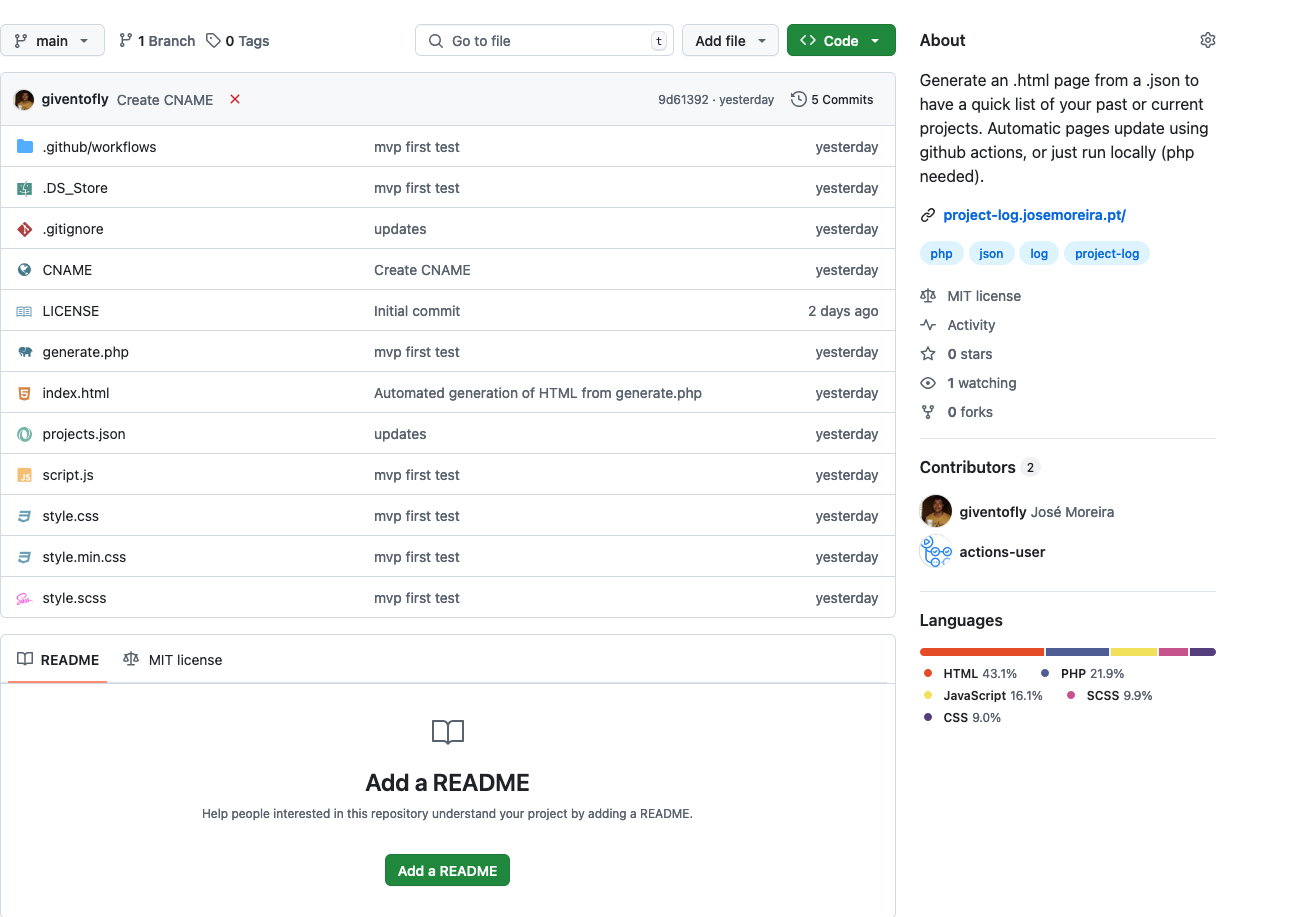 main
1 Branch
0 Tags
Go to file
t
Add file
Code
giventofly Create CNAME
9d61392 · yesterday
5 Commits
.github/workflows mvp first test yesterday
.DS_Store mvp first test yesterday
.gitignore updates yesterday
CNAME Create CNAME yesterday
LICENSE Initial commit 2 days ago
generate.php mvp first test yesterday
index.html Automated generation of HTML from generate.php yesterday
projects.json updates yesterday
script.js mvp first test yesterday
style.css mvp first test yesterday
style.min.css mvp first test yesterday
style.scss mvp first test yesterday
README
MIT license
Add a README
Help people interested in this repository understand your project by adding a README.
Add a README
About
Generate an .html page from a .json to
have a quick list of your past or current
projects. Automatic pages update using
github actions, or just run locally (php
needed).
project-log.josemoreira.pt/
php json log project-log
MIT license
Activity
0 stars
1 watching
0 forks
Contributors 2
giventofly José Moreira
actions-user
Languages
HTML 43.1% PHP 21.9%
JavaScript 16.1% SCSS 9.9%
CSS 9.0%